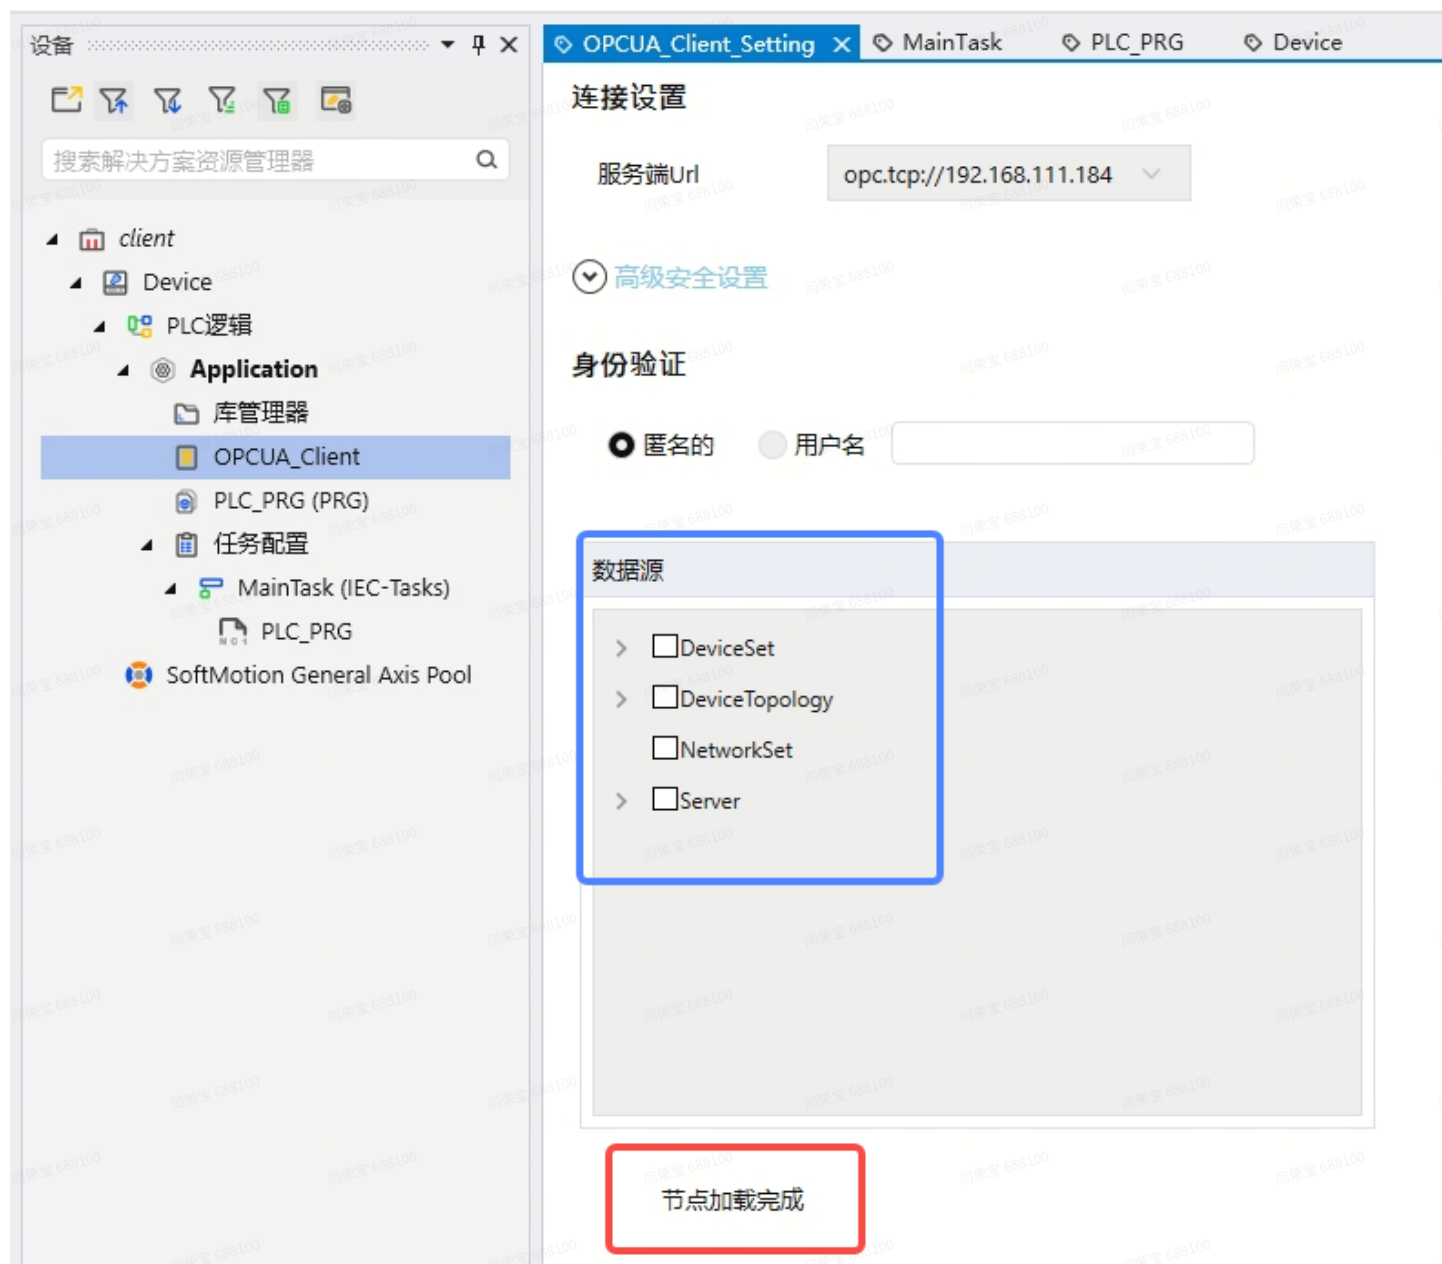 设备
搜索解决方案资源管理器
client
Device
PLC逻辑
Application
库管理器
OPCUA_Client
PLC_PRG (PRG)
任务配置
MainTask (IEC-Tasks)
PLC_PRG
SoftMotion General Axis Pool
OPCUA_Client_Setting
MainTask
PLC_PRG
Device
连接设置
服务端Url
opc.tcp://192.168.111.184
高级安全设置
身份验证
匿名的
用户名
数据源
DeviceSet
DeviceTopology
NetworkSet
Server
节点加载完成